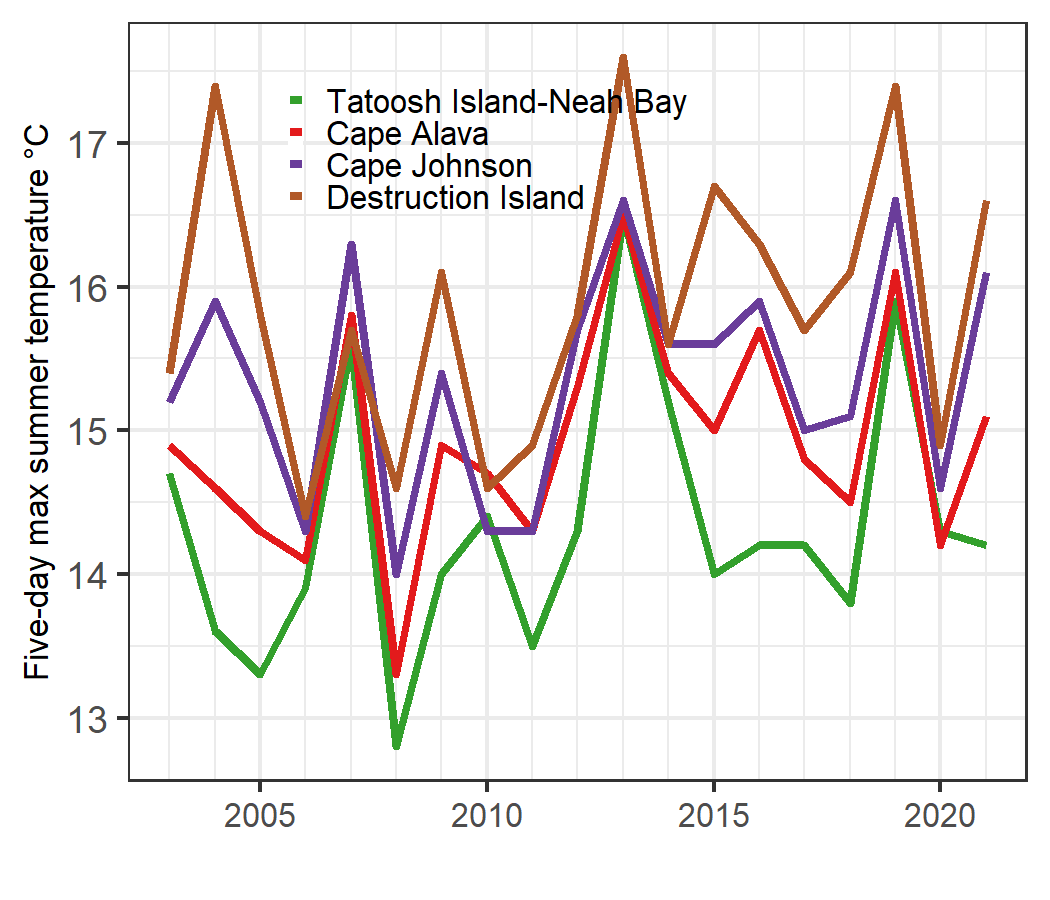 Five-day max summer temperature °C
Tatoosh Island-Neah Bay
Cape Alava
Cape Johnson
Destruction Island
17
16
15
14
13
2005 2010 2015 2020